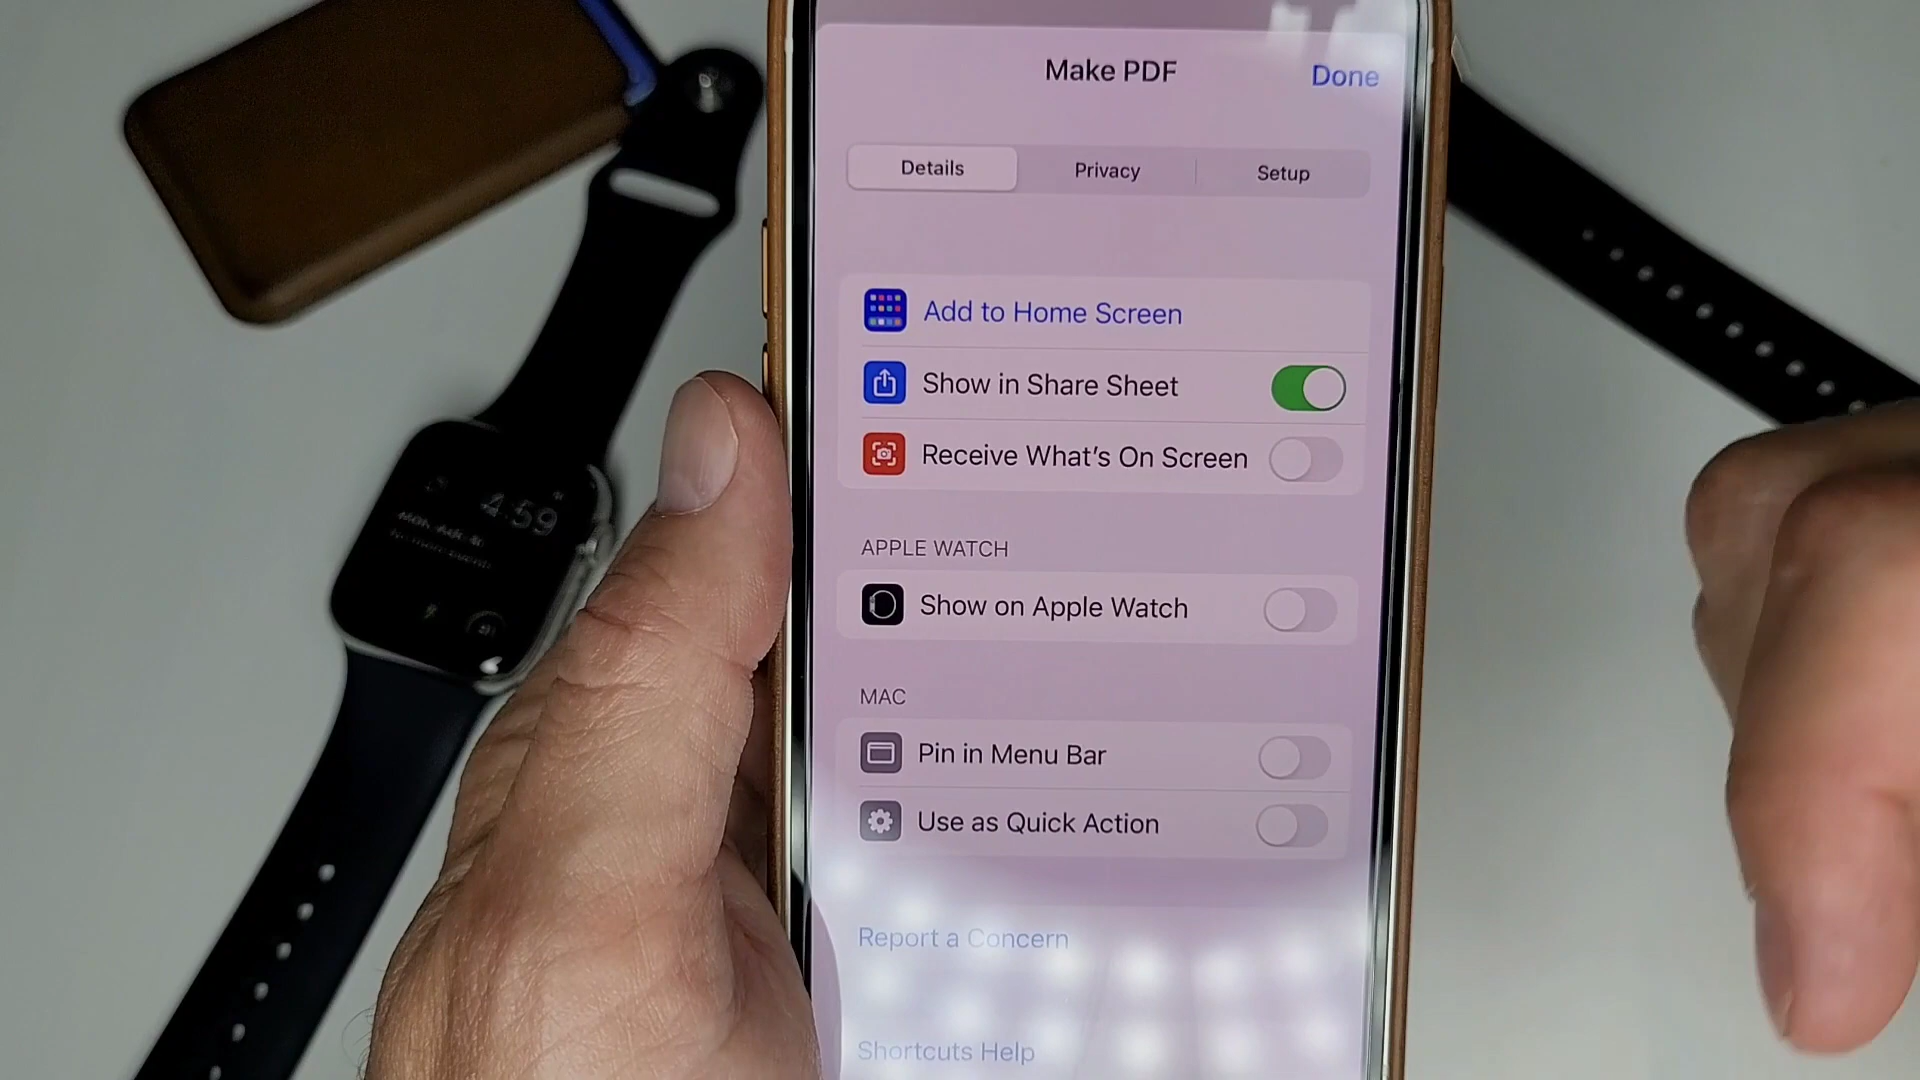 Make PDF
Done
Details
Privacy
Setup
Add to Home Screen
Show in Share Sheet
Receive What's On Screen
APPLE WATCH
Show on Apple Watch
MAC
Pin in Menu Bar
Use as Quick Action
Report a Concern
Shortcuts Help
4:59